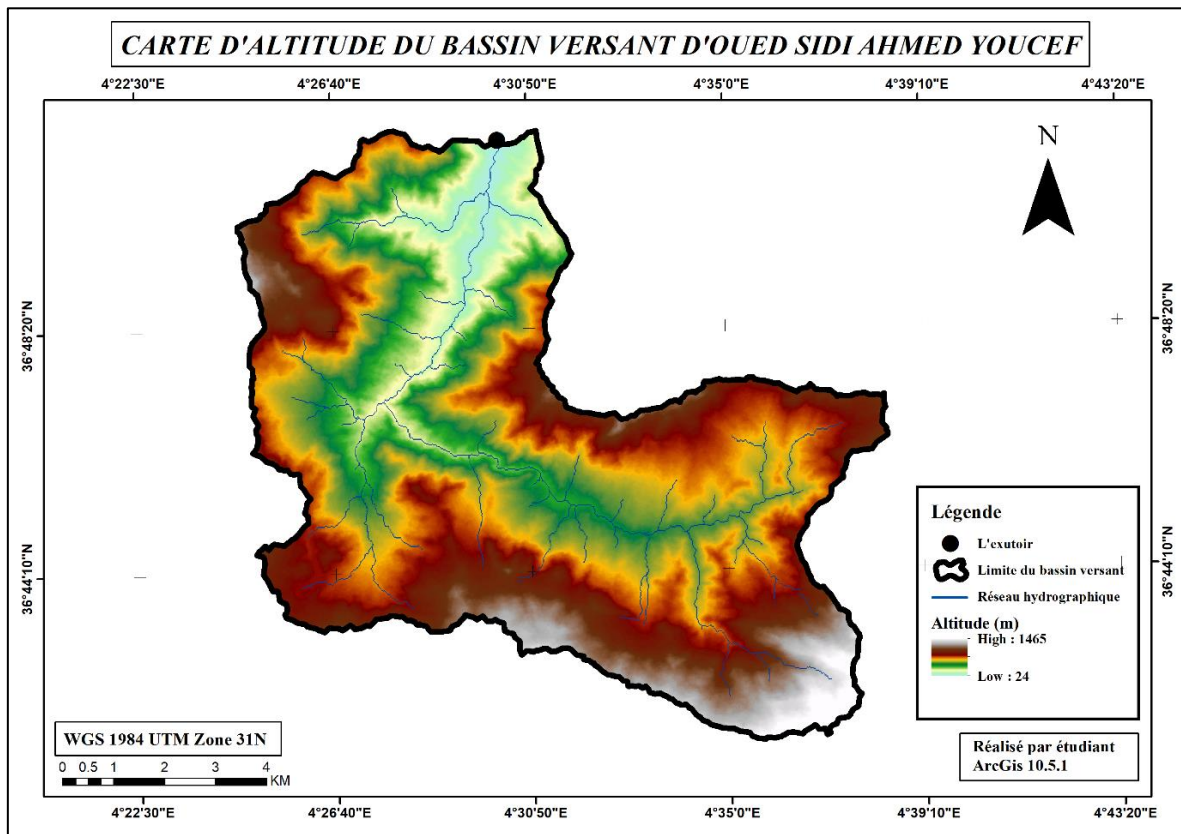 CARTE D'ALTITUDE DU BASSIN VERSANT D'OUED SIDI AHMED YOUCEF
4°22'30"E 4°26'40"E 4°30'50"E 4°35'0"E 4°39'10"E 4°43'20"E
N
36°48'20"N 36°48'20"N
36°44'10"N 36°44'10"N
Légende
L'exutoir
Limite du bassin versant
Réseau hydrographique
Altitude (m)
High : 1465
Low : 24
WGS 1984 UTM Zone 31N
0 0.5 1 2 3 4
KM
Réalisé par étudiant
ArcGis 10.5.1
4°22'30"E 4°26'40"E 4°30'50"E 4°35'0"E 4°39'10"E 4°43'20"E